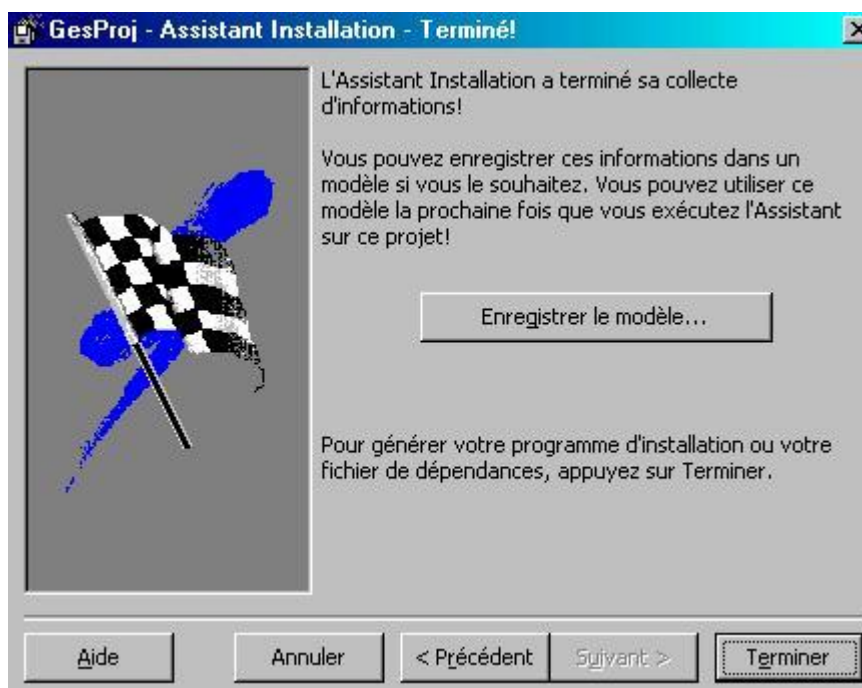 GesProj - Assistant Installation - Terminé!
L'Assistant Installation a terminé sa collecte
d'informations!
Vous pouvez enregistrer ces informations dans un
modèle si vous le souhaitez. Vous pouvez utiliser ce
modèle la prochaine fois que vous exécutez l'Assistant
sur ce projet!
Enregistrer le modèle...
Pour générer votre programme d'installation ou votre
fichier de dépendances, appuyez sur Terminer.
Aide
Annuler
< Précédent
Suivant >
Terminer